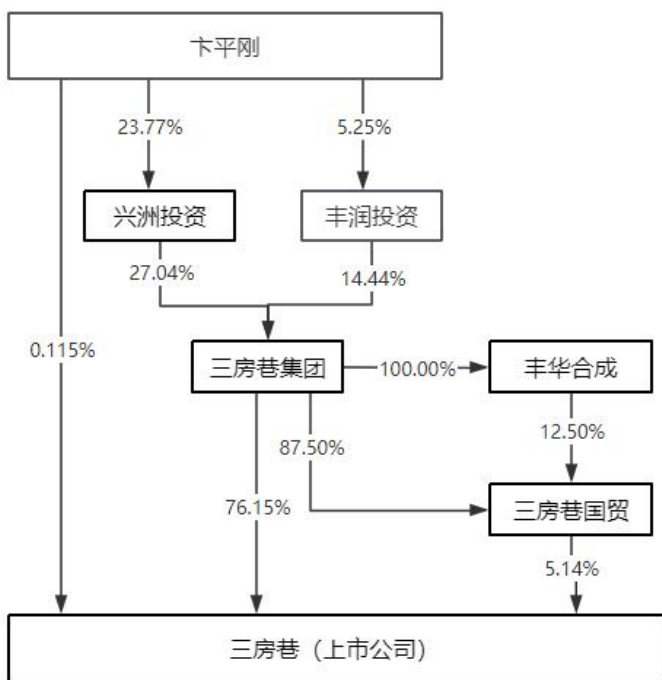 卞平刚
23.77%
5.25%
兴洲投资
丰润投资
27.04%
14.44%
0.115%
三房巷集团
100.00%
丰华合成
87.50%
12.50%
76.15%
三房巷国贸
5.14%
三房巷（上市公司）